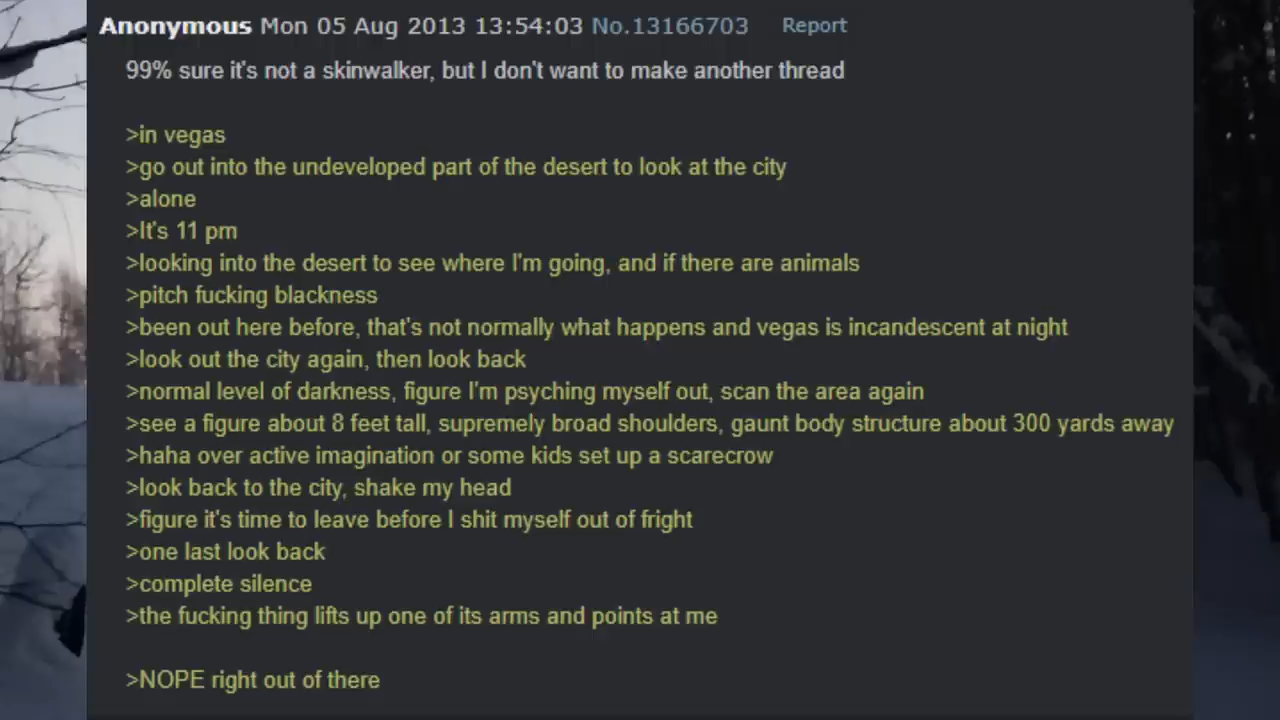 Anonymous Mon 05 Aug 2013 13:54:03 No.13166703 Report
99% sure it's not a skinwalker, but I don't want to make another thread
>in vegas
>go out into the undeveloped part of the desert to look at the city
>alone
>It's 11 pm
>looking into the desert to see where I'm going, and if there are animals
>pitch fucking blackness
>been out here before, that's not normally what happens and vegas is incandescent at night
>look out the city again, then look back
>normal level of darkness, figure I'm psyching myself out, scan the area again
>see a figure about 8 feet tall, supremely broad shoulders, gaunt body structure about 300 yards away
>haha over active imagination or some kids set up a scarecrow
>look back to the city, shake my head
>figure it's time to leave before I shit myself out of fright
>one last look back
>complete silence
>the fucking thing lifts up one of its arms and points at me
>NOPE right out of there